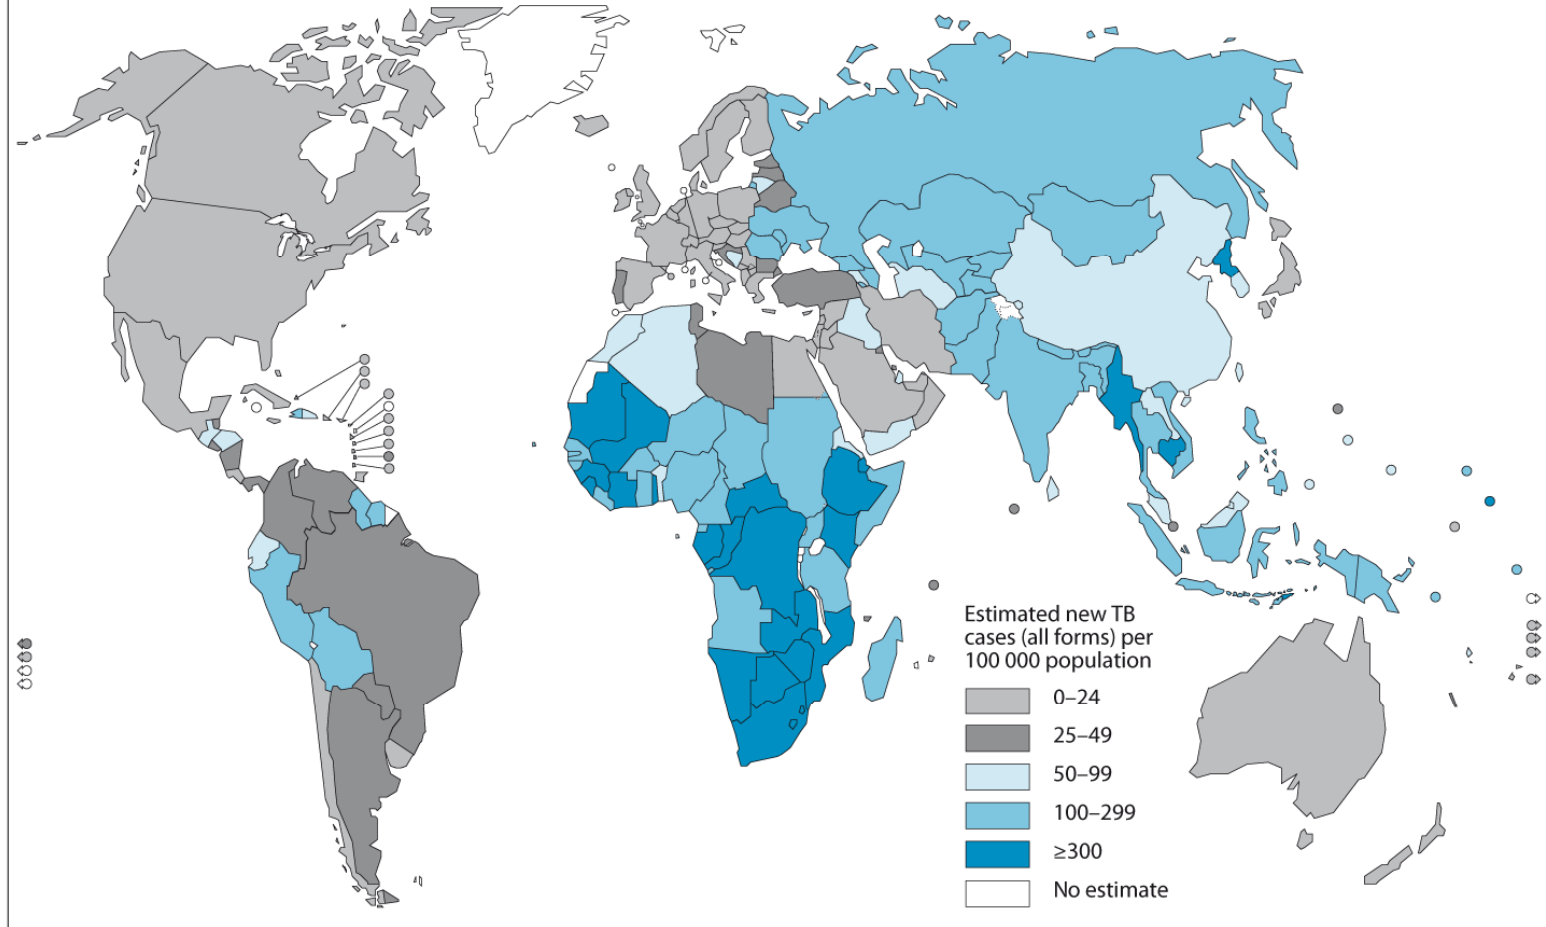 Estimated new TB
cases (all forms) per
100 000 population
0–24
25–49
50–99
100–299
≥300
No estimate